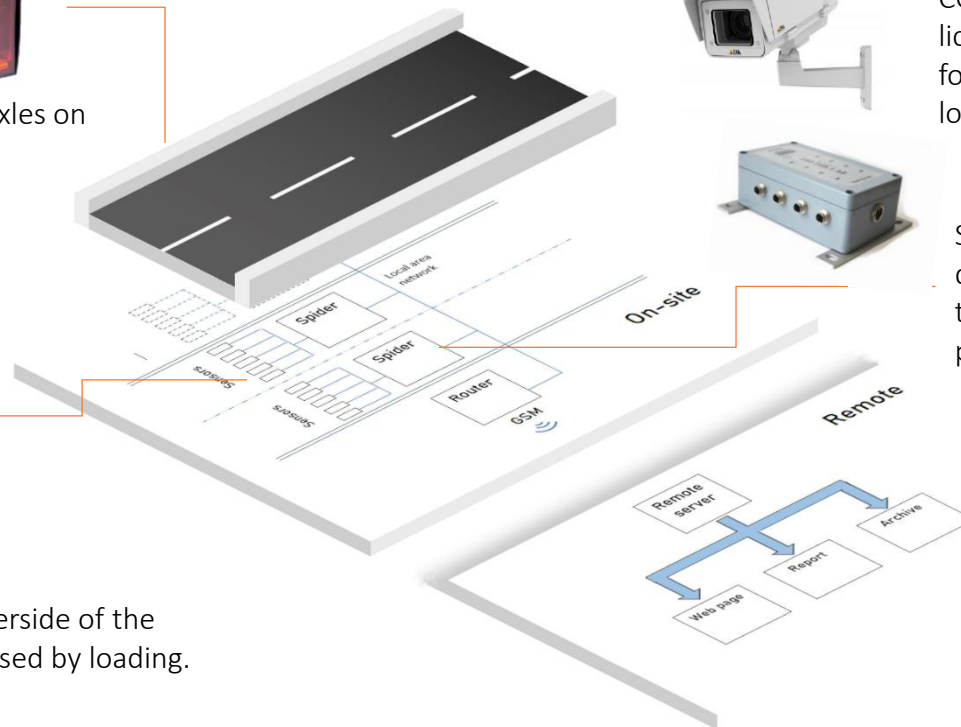 xles on
Local area
network
Spider
Spider
Sensors
Sensors
Router
GSM
On-site
Remote
Remote
server
Archive
Report
Web page
erside of the
sed by loading.